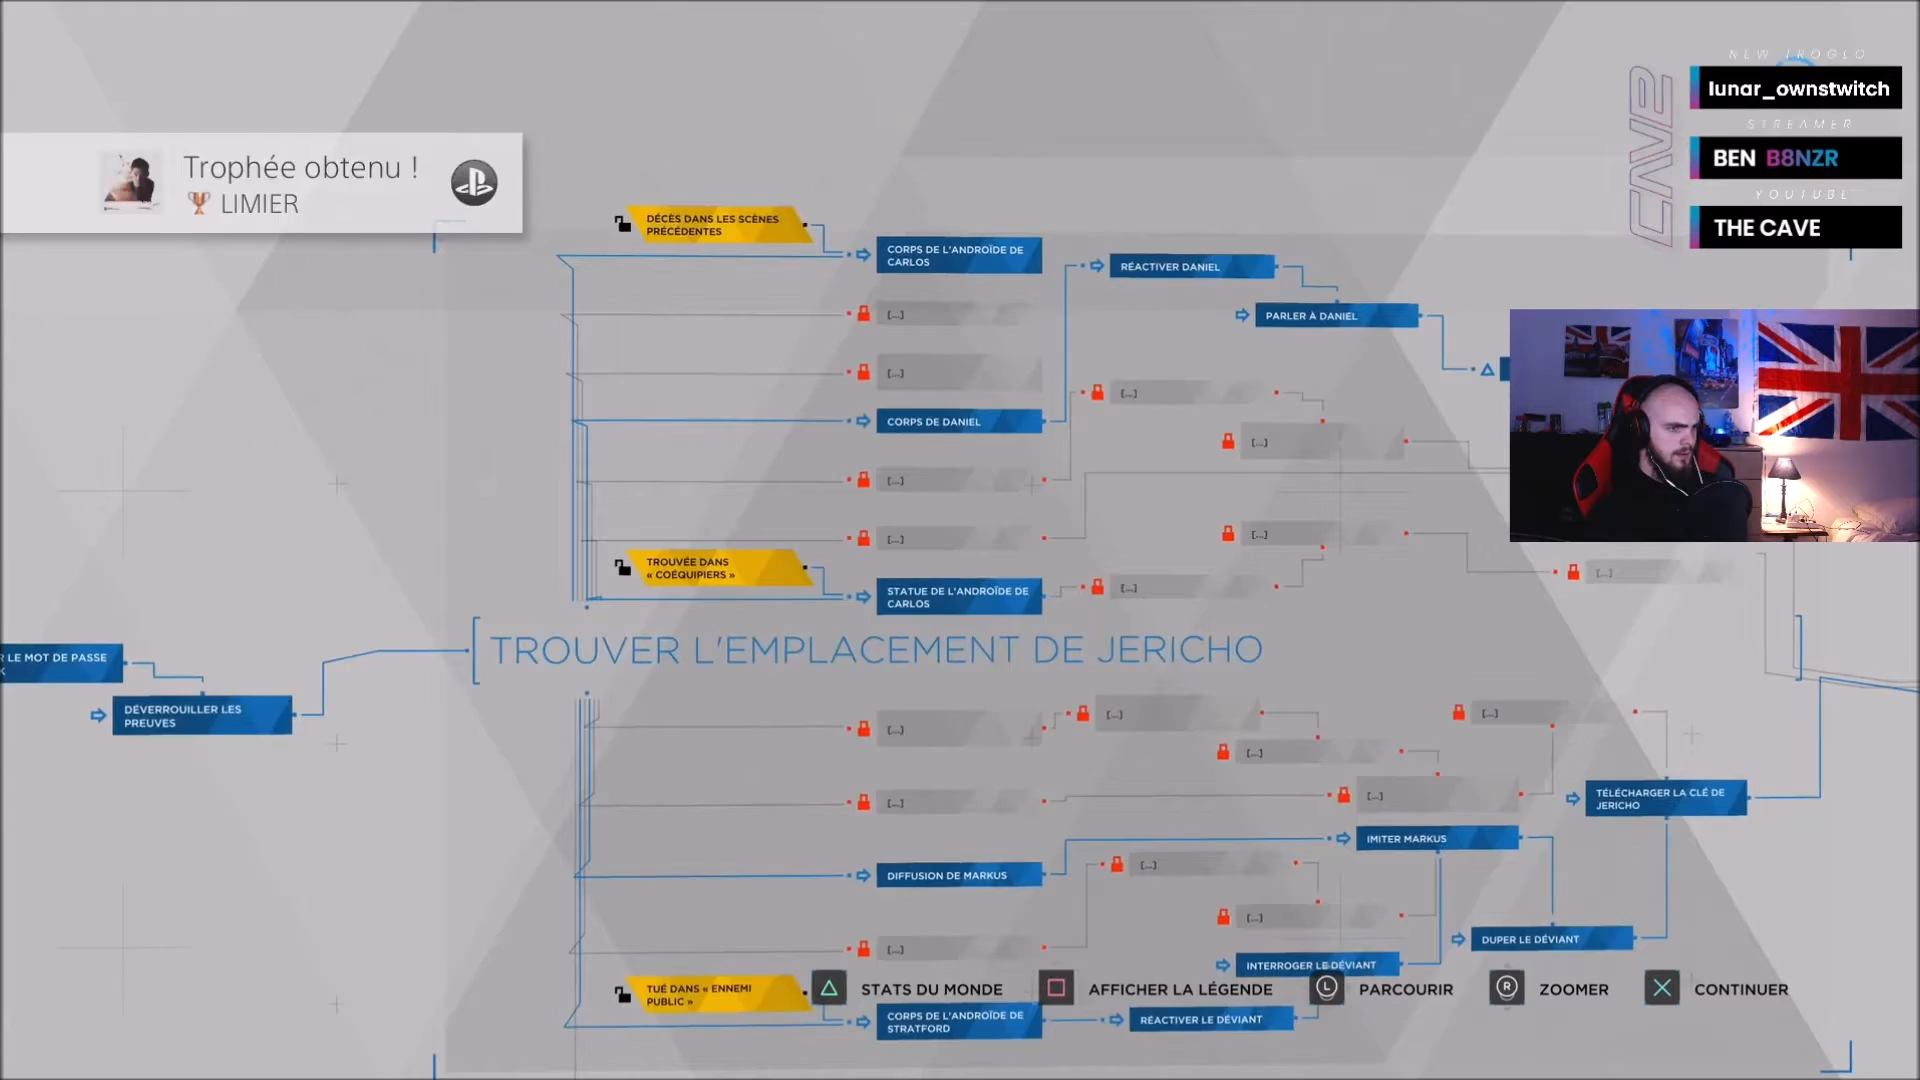 NEW TROGLO
lunar_ownstwitch
STREAMER
BEN B8NZR
YOUTUBE
THE CAVE
CAVE
Trophée obtenu !
LIMIER
DÉCÈS DANS LES SCÈNES
PRÉCÉDENTES
CORPS DE L'ANDROÏDE DE
CARLOS
RÉACTIVER DANIEL
[...]
PARLER À DANIEL
[...]
[...]
CORPS DE DANIEL
[...]
[...]
[...]
[...]
TROUVÉE DANS
« COÉQUIPIERS »
[...]
STATUE DE L'ANDROÏDE DE
CARLOS
[...]
TROUVER L'EMPLACEMENT DE JERICHO
R LE MOT DE PASSE
K
DÉVERROUILLER LES
PREUVES
[...]
[...]
[...]
[...]
[...]
[...]
TÉLÉCHARGER LA CLÉ DE
JERICHO
IMITER MARKUS
DIFFUSION DE MARKUS
[...]
[...]
DUPER LE DÉVIANT
[...]
INTERROGER LE DÉVIANT
TUÉ DANS « ENNEMI
PUBLIC »
STATS DU MONDE
AFFICHER LA LÉGENDE
L
PARCOURIR
R
ZOOMER
CONTINUER
CORPS DE L'ANDROÏDE DE
STRATFORD
RÉACTIVER LE DÉVIANT